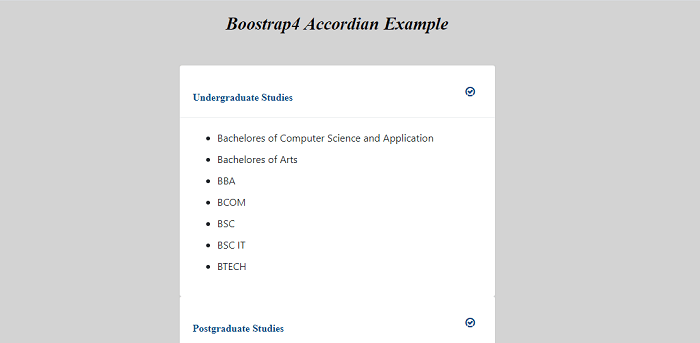 Boostrap4 Accordian Example
Undergraduate Studies
Bachelores of Computer Science and Application
Bachelores of Arts
BBA
BCOM
BSC
BSC IT
BTECH
Postgraduate Studies